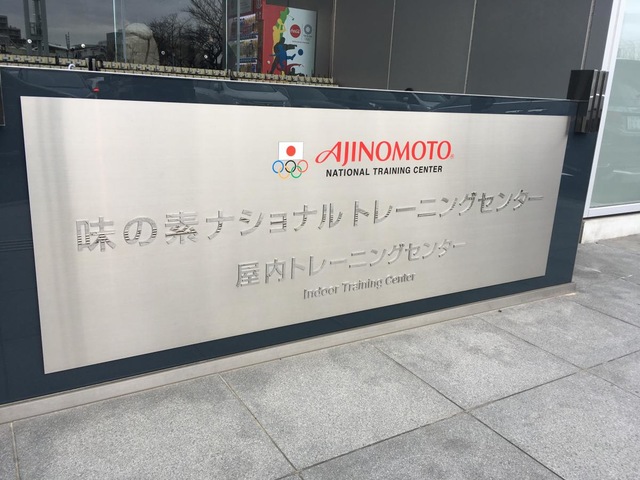 AJINOMOTO
NATIONAL TRAINING CENTER
味の素ナショナルトレーニングセンター
屋内トレーニングセンター
Indoor Training Center